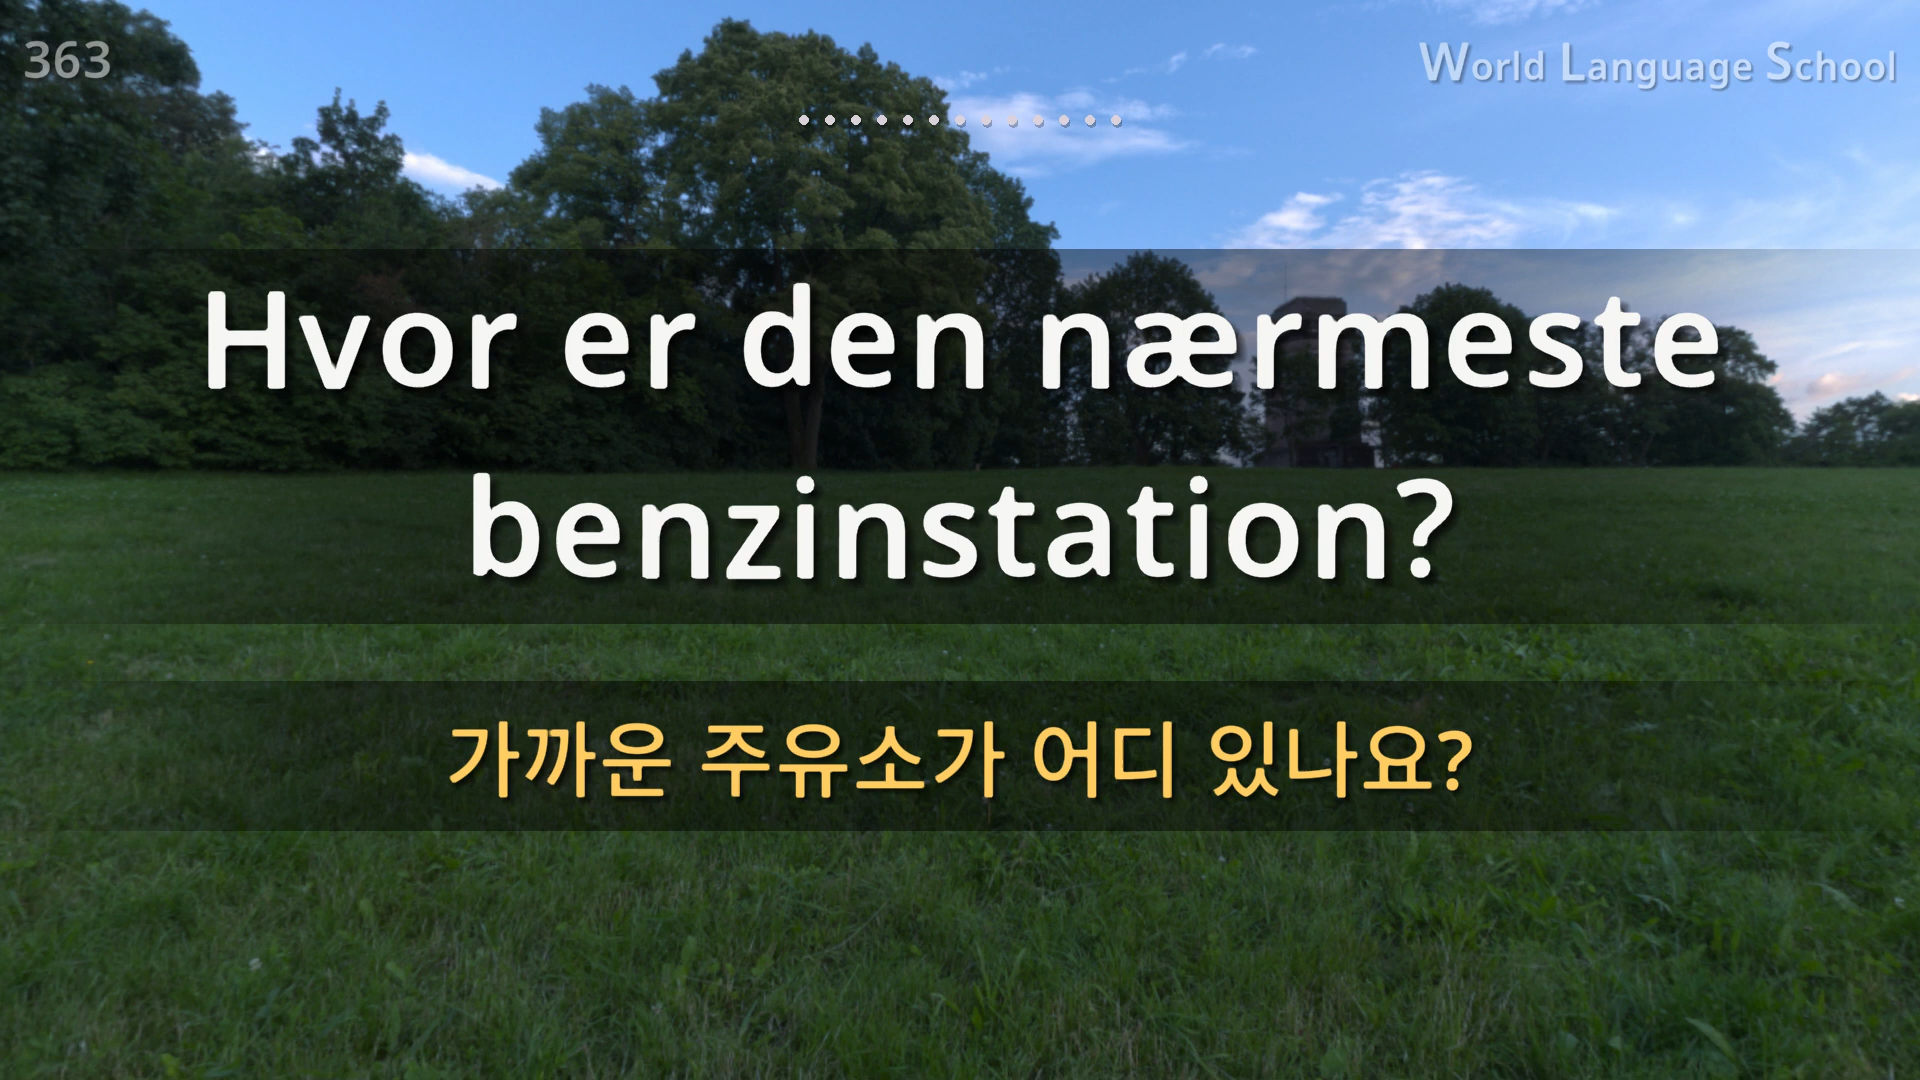 363
World Language School
Hvor er den nærmeste
benzinstation?
가까운 주유소가 어디 있나요?